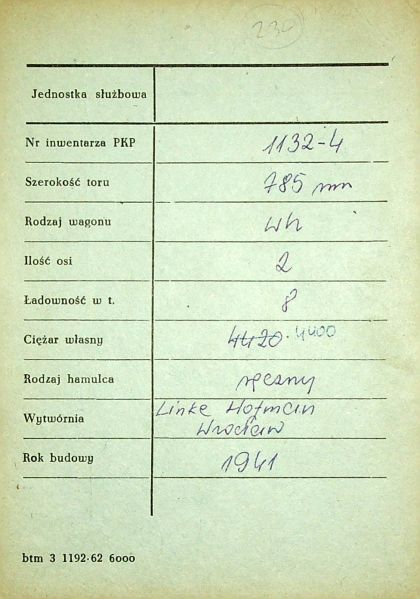 230
Jednostka służbowa
Nr inwentarza PKP 1132-4
Szerokość toru 785 mm
Rodzaj wagonu Wh
Ilość osi 2
Ładowność w t. 8
Ciężar własny 4420 · 4400
Rodzaj hamulca ręczny
Wytwórnia Linke Hofman
Wrocław
Rok budowy 1941
btm 3 1192-62 6000